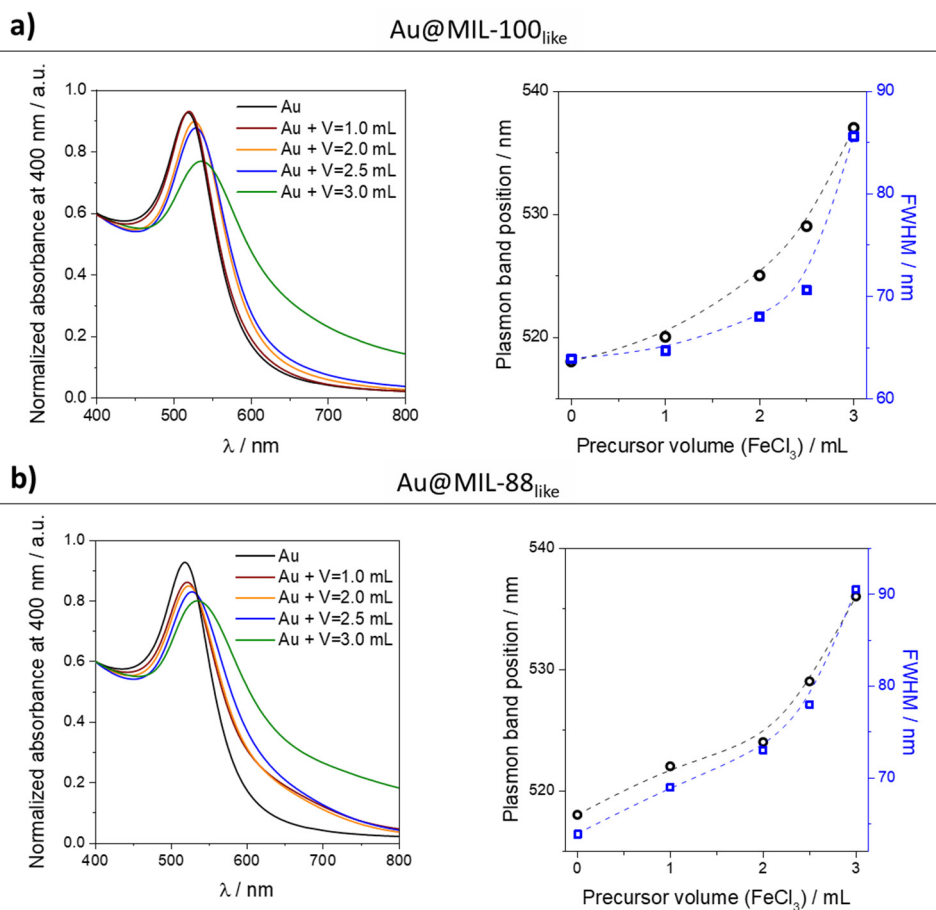 a)
Au@MIL-100like
Normalized absorbance at 400 nm / a.u.
1.0
0.8
0.6
0.4
0.2
0.0
400 500 600 700 800
λ / nm
Au
Au + V=1.0 mL
Au + V=2.0 mL
Au + V=2.5 mL
Au + V=3.0 mL
Plasmon band position / nm
540
530
520
0 1 2 3
Precursor volume (FeCl3) / mL
90
80
70
60
FWHM / nm
b)
Au@MIL-88like
Normalized absorbance at 400 nm / a.u.
1.0
0.8
0.6
0.4
0.2
0.0
400 500 600 700 800
λ / nm
Au
Au + V=1.0 mL
Au + V=2.0 mL
Au + V=2.5 mL
Au + V=3.0 mL
Plasmon band position / nm
540
530
520
0 1 2 3
Precursor volume (FeCl3) / mL
90
80
70
FWHM / nm